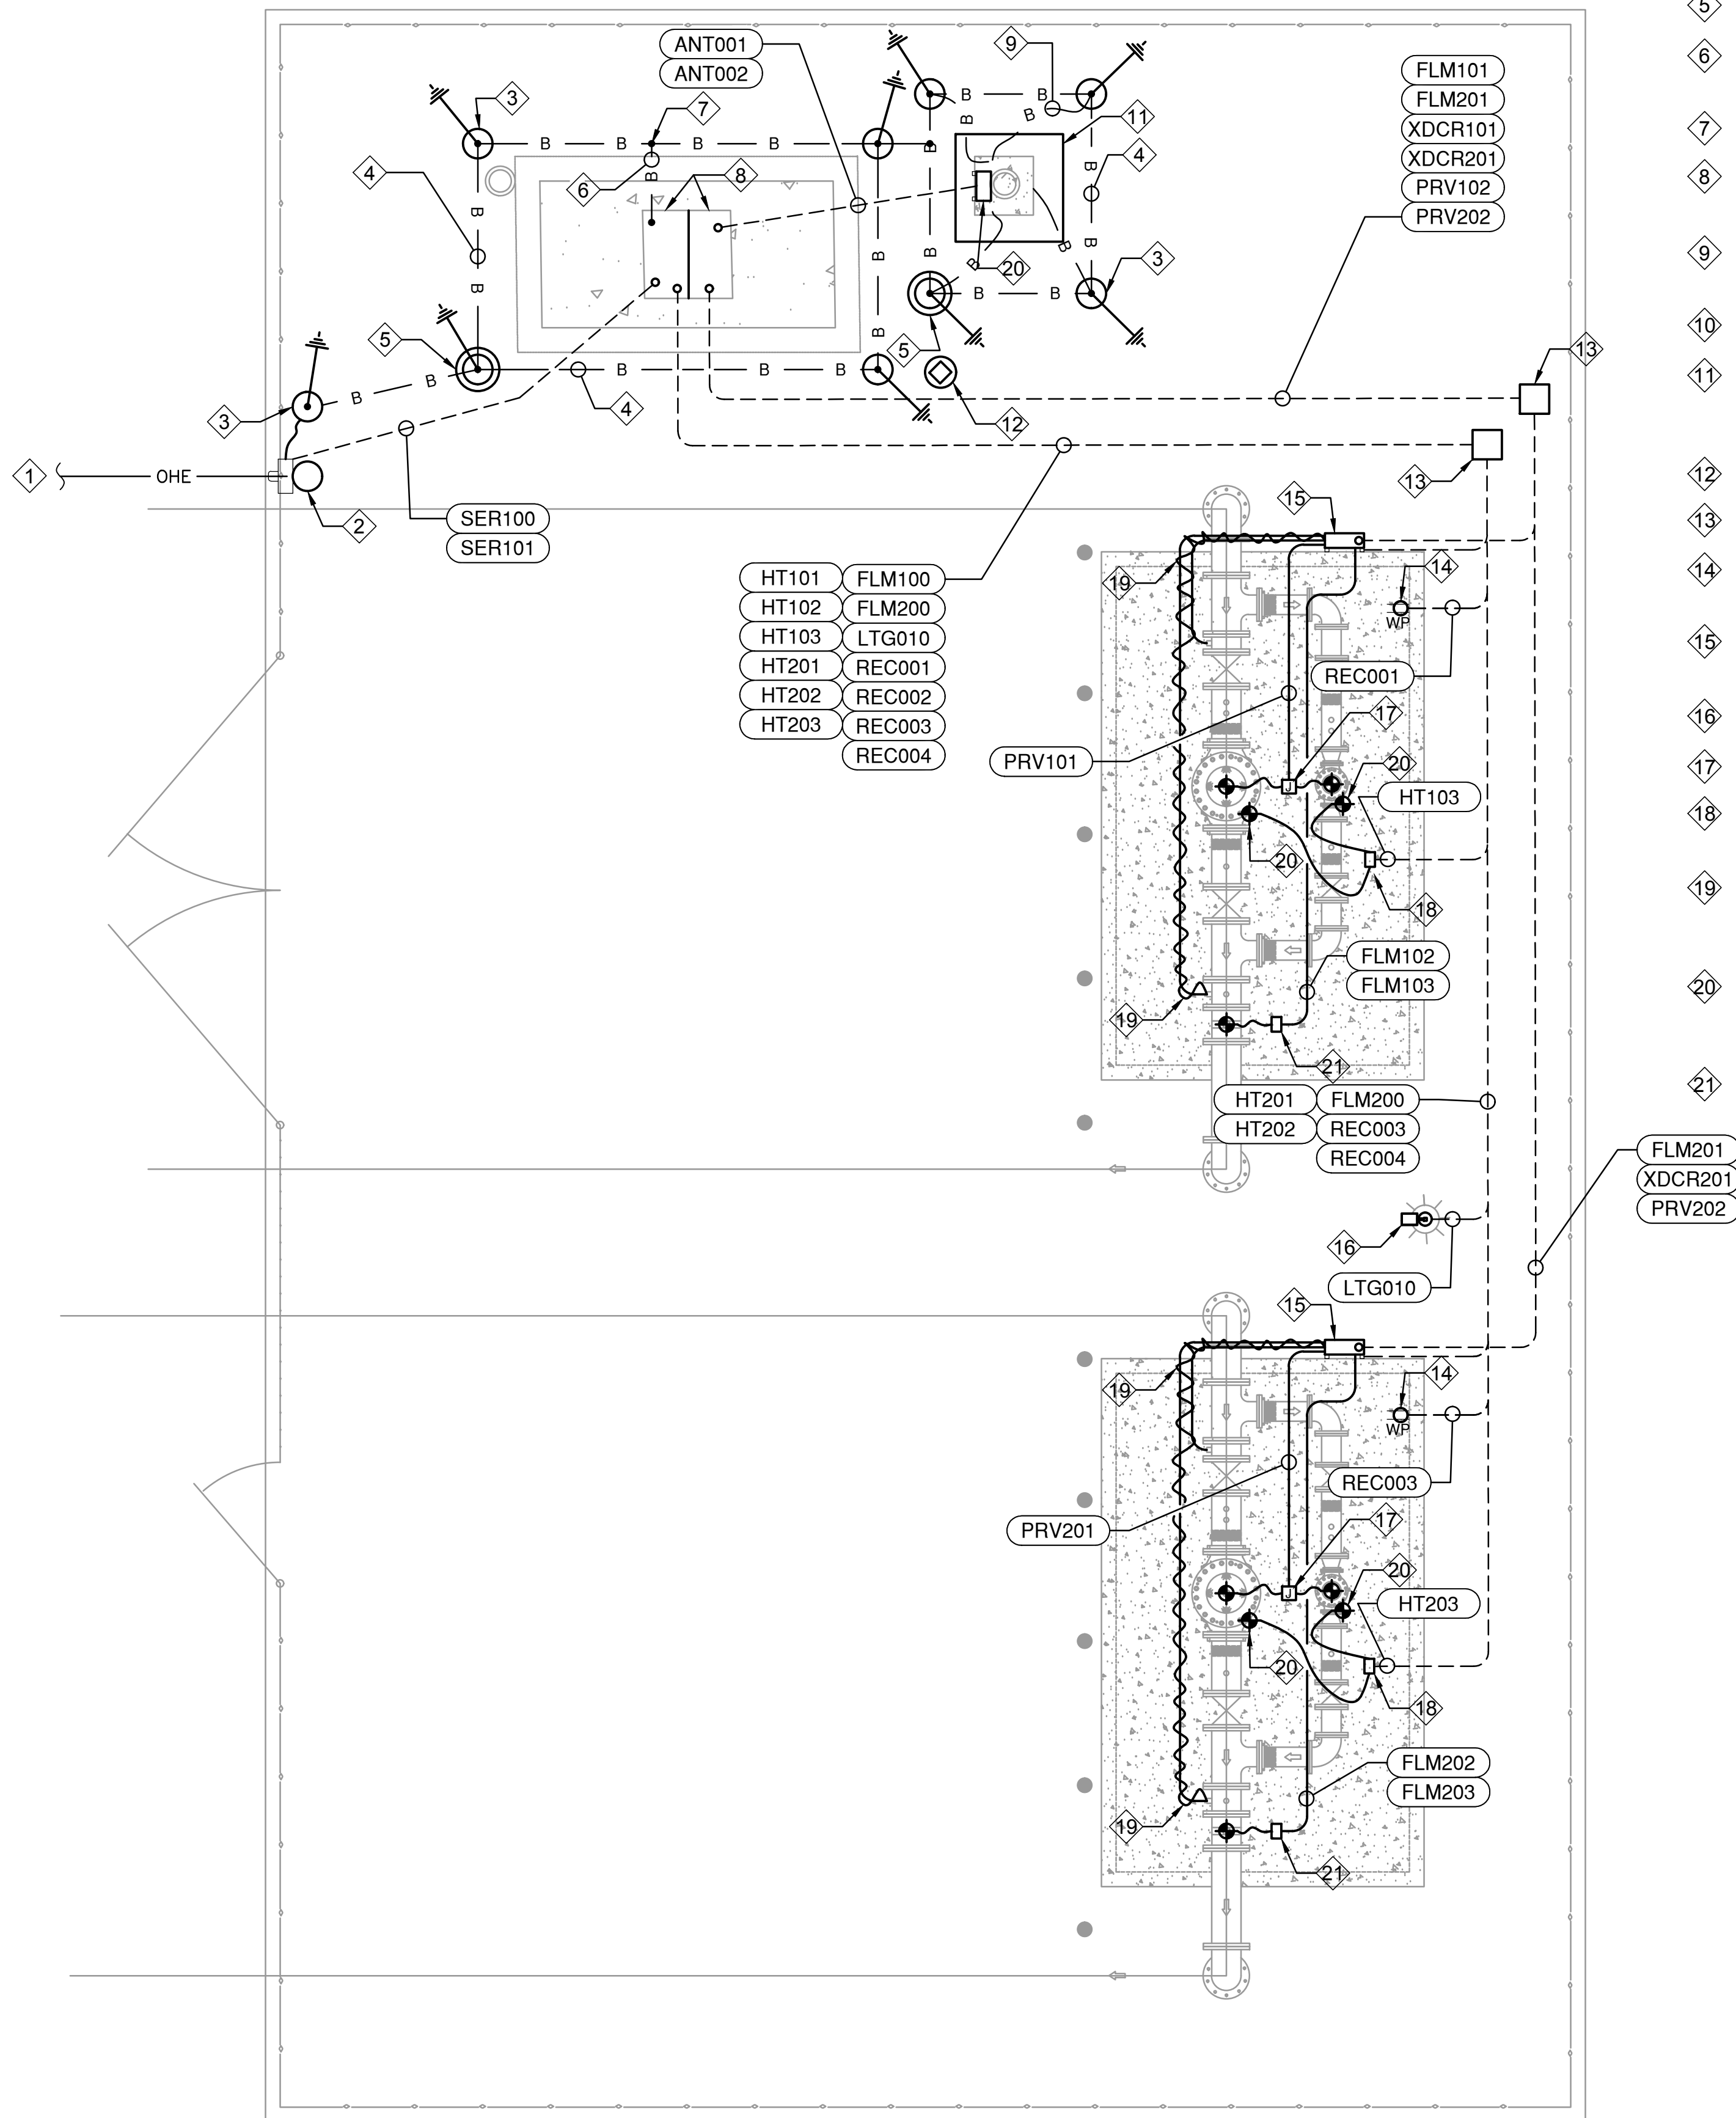 5
ANT001
9
ANT002
6
FLM101
3
7
FLM201
11
B B
B
B
XDCR101
7
B B B B
B
4
XDCR201
4
6
B
8
B
PRV102
8
B
PRV202
B
B
B
B
B
9
20
3
B
B
B
B B
10
5
B
5
13
B
B B B
11
3
4
12
1
OHE
13
12
2
SER100
15
13
SER101
HT101 FLM100
19
14
14
HT102 FLM200
WP
HT103 LTG010
15
HT201 REC001
REC001
HT202 REC002
17
16
HT203 REC003
REC004
PRV101
20
17
J
HT103
18
20
19
18
FLM102
FLM103
20
19
21
21
HT201 FLM200
HT202 REC003
FLM201
REC004
XDCR201
PRV202
16
LTG010
15
19
14
WP
REC003
17
PRV201
20
J
HT203
20
18
FLM202
FLM203
19
21